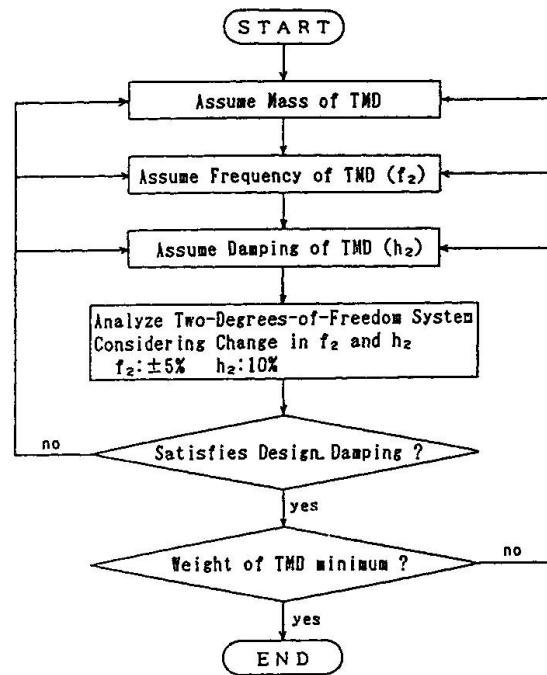 START
Assume Mass of TMD
Assume Frequency of TMD (f₂)
Assume Damping of TMD (h₂)
Analyze Two-Degrees-of-Freedom System
Considering Change in f₂ and h₂
f₂:±5% h₂:10%
no
Satisfies Design Damping ?
yes
Weight of TMD minimum ?
no
yes
END